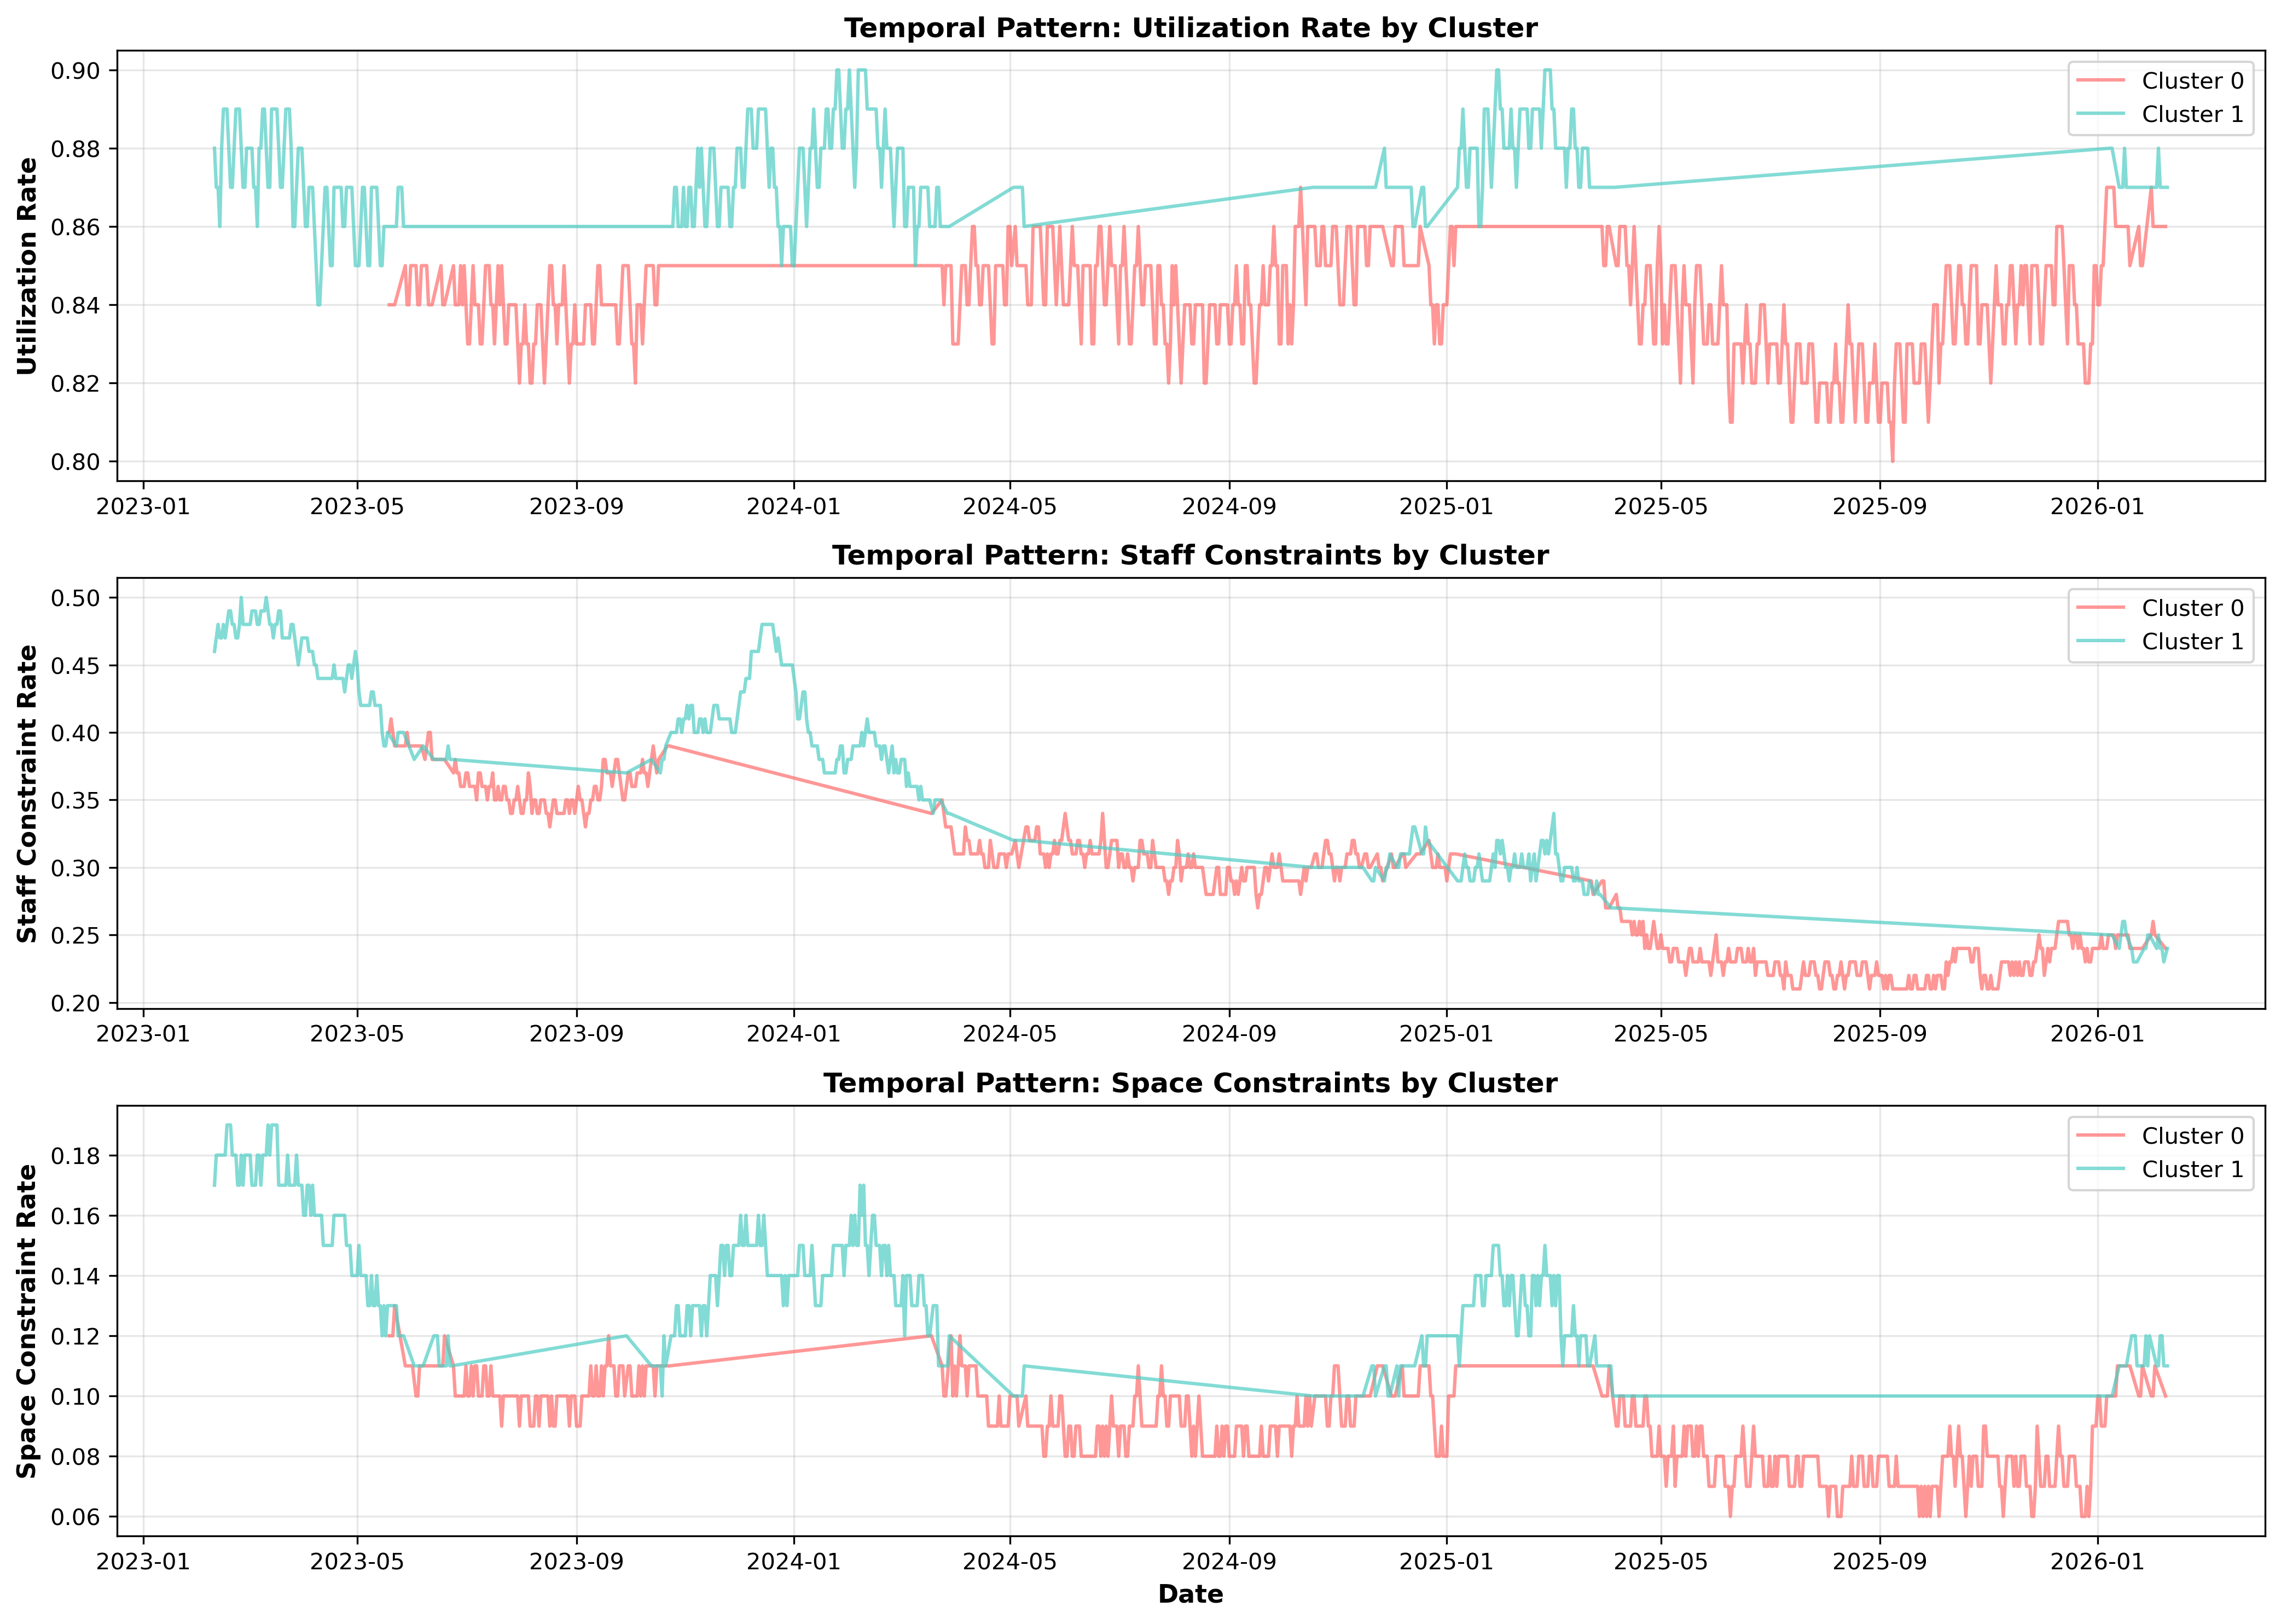 Temporal Pattern: Utilization Rate by Cluster
Utilization Rate
0.90
0.88
0.86
0.84
0.82
0.80
Cluster 0
Cluster 1
2023-01 2023-05 2023-09 2024-01 2024-05 2024-09 2025-01 2025-05 2025-09 2026-01
Temporal Pattern: Staff Constraints by Cluster
Staff Constraint Rate
0.50
0.45
0.40
0.35
0.30
0.25
0.20
Cluster 0
Cluster 1
2023-01 2023-05 2023-09 2024-01 2024-05 2024-09 2025-01 2025-05 2025-09 2026-01
Temporal Pattern: Space Constraints by Cluster
Space Constraint Rate
0.18
0.16
0.14
0.12
0.10
0.08
0.06
Cluster 0
Cluster 1
2023-01 2023-05 2023-09 2024-01 2024-05 2024-09 2025-01 2025-05 2025-09 2026-01
Date